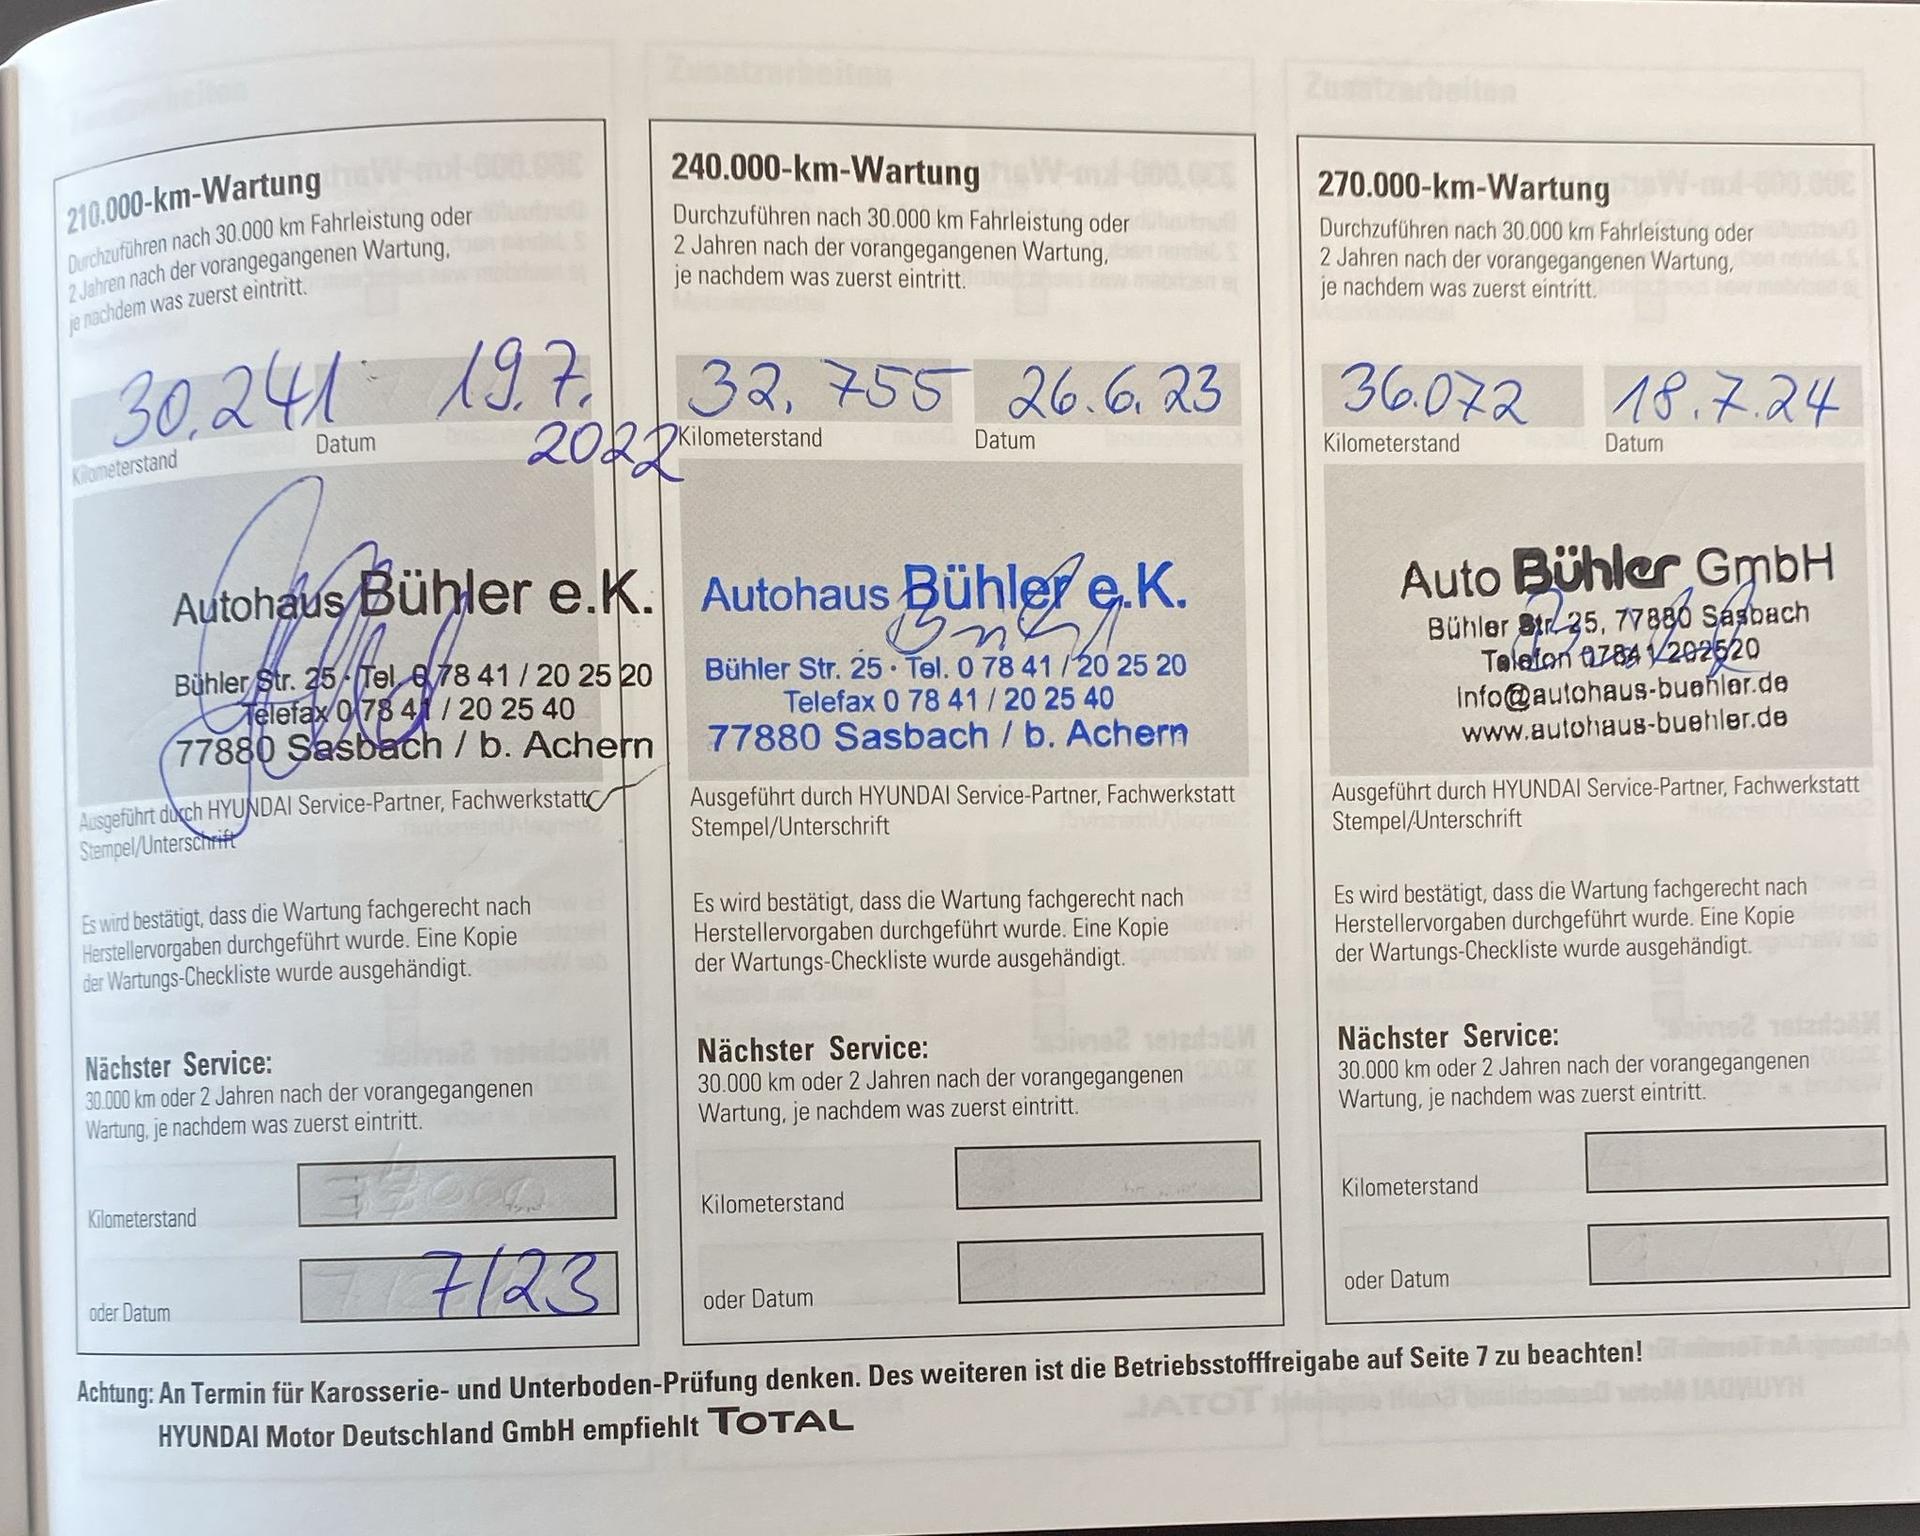 210.000-km-Wartung
Durchzuführen nach 30.000 km Fahrleistung oder
2 Jahren nach der vorangegangenen Wartung,
je nachdem was zuerst eintritt.
30.241 19.7.
2022
Kilometerstand Datum
Autohaus Bühler e.K.
Bühler Str. 25 · Tel. 0 78 41 / 20 25 20
Telefax 0 78 41 / 20 25 40
77880 Sasbach / b. Achern
Ausgeführt durch HYUNDAI Service-Partner, Fachwerkstatt
Stempel/Unterschrift
Es wird bestätigt, dass die Wartung fachgerecht nach
Herstellervorgaben durchgeführt wurde. Eine Kopie
der Wartungs-Checkliste wurde ausgehändigt.
Nächster Service:
30.000 km oder 2 Jahren nach der vorangegangenen
Wartung, je nachdem was zuerst eintritt.
Kilometerstand
oder Datum 7/23
240.000-km-Wartung
Durchzuführen nach 30.000 km Fahrleistung oder
2 Jahren nach der vorangegangenen Wartung,
je nachdem was zuerst eintritt.
32.755 26.6.23
Kilometerstand Datum
Autohaus Bühler e.K.
Bühler Str. 25 · Tel. 0 78 41 / 20 25 20
Telefax 0 78 41 / 20 25 40
77880 Sasbach / b. Achern
Ausgeführt durch HYUNDAI Service-Partner, Fachwerkstatt
Stempel/Unterschrift
Es wird bestätigt, dass die Wartung fachgerecht nach
Herstellervorgaben durchgeführt wurde. Eine Kopie
der Wartungs-Checkliste wurde ausgehändigt.
Nächster Service:
30.000 km oder 2 Jahren nach der vorangegangenen
Wartung, je nachdem was zuerst eintritt.
Kilometerstand
oder Datum
270.000-km-Wartung
Durchzuführen nach 30.000 km Fahrleistung oder
2 Jahren nach der vorangegangenen Wartung,
je nachdem was zuerst eintritt.
36.072 18.7.24
Kilometerstand Datum
Auto Bühler GmbH
Bühler Str. 25, 77880 Sasbach
Telefon 07841/202520
info@autohaus-buehler.de
www.autohaus-buehler.de
Ausgeführt durch HYUNDAI Service-Partner, Fachwerkstatt
Stempel/Unterschrift
Es wird bestätigt, dass die Wartung fachgerecht nach
Herstellervorgaben durchgeführt wurde. Eine Kopie
der Wartungs-Checkliste wurde ausgehändigt.
Nächster Service:
30.000 km oder 2 Jahren nach der vorangegangenen
Wartung, je nachdem was zuerst eintritt.
Kilometerstand
oder Datum
Achtung: An Termin für Karosserie- und Unterboden-Prüfung denken. Des weiteren ist die Betriebsstofffreigabe auf Seite 7 zu beachten!
HYUNDAI Motor Deutschland GmbH empfiehlt TOTAL